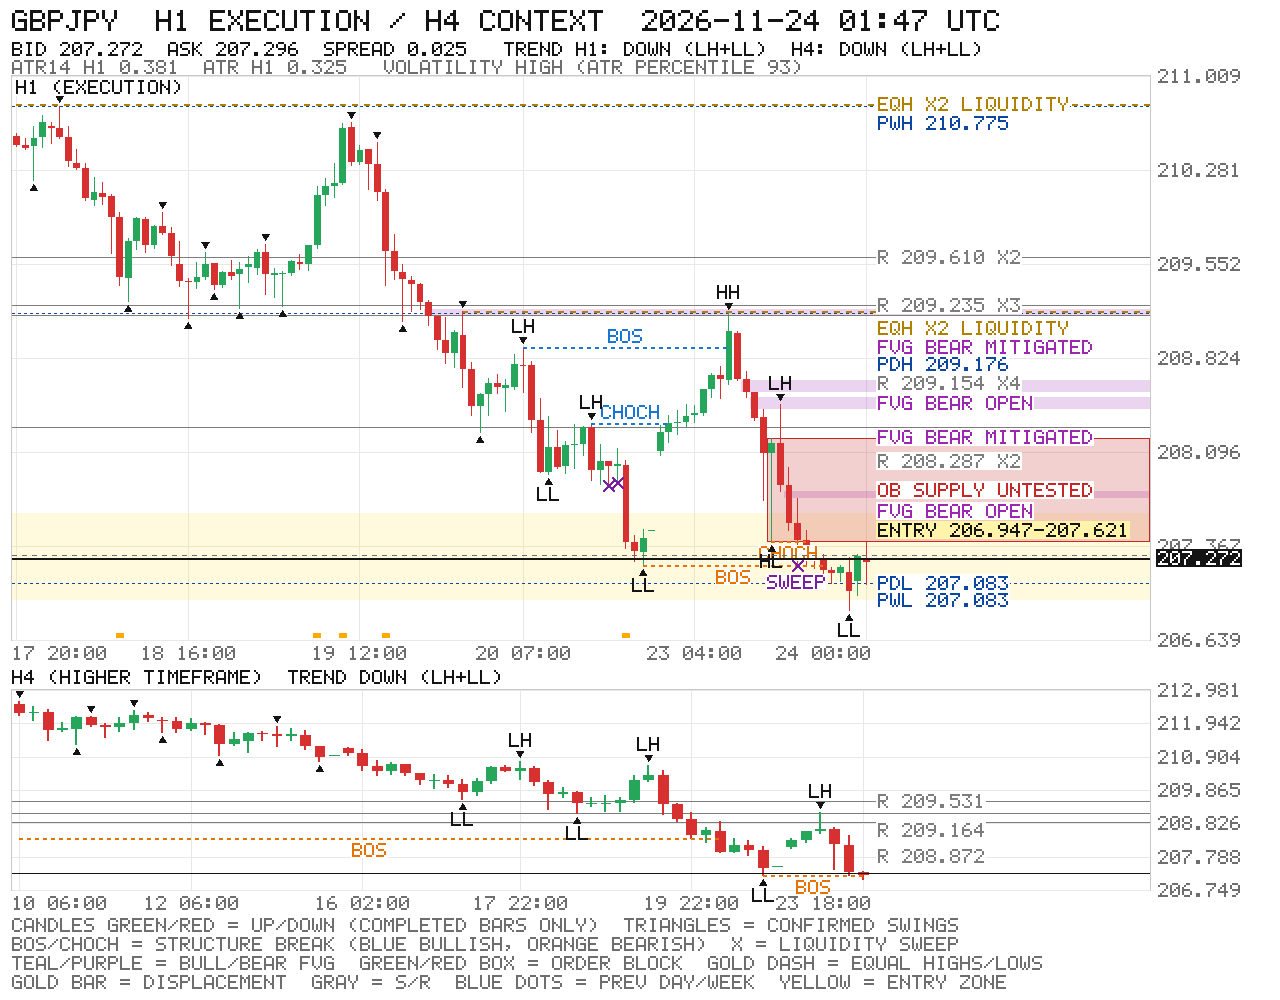 GBPJPY  H1 EXECUTION / H4 CONTEXT  2026-11-24 01:47 UTC
BID 207.272  ASK 207.296  SPREAD 0.025  TREND H1: DOWN (LH+LL)  H4: DOWN (LH+LL)
ATR14 H1 0.381  ATR H1 0.325  VOLATILITY HIGH (ATR PERCENTILE 93)
211.009
H1 (EXECUTION)
EQH X2 LIQUIDITY
PWH 210.775
210.281
R 209.610 X2
209.552
HH
R 209.235 X3
LH
BOS
EQH X2 LIQUIDITY
FVG BEAR MITIGATED
208.824
PDH 209.176
LH
R 209.154 X4
LH
CHOCH
FVG BEAR OPEN
FVG BEAR MITIGATED
208.096
R 208.287 X2
LL
OB SUPPLY UNTESTED
FVG BEAR OPEN
ENTRY 206.947-207.621
207.367
CHOCH
207.272
HL
BOS
LL
SWEEP
PDL 207.083
PWL 207.083
LL
206.639
17 20:00  18 16:00  19 12:00  20 07:00  23 04:00  24 00:00
H4 (HIGHER TIMEFRAME)  TREND DOWN (LH+LL)
212.981
211.942
LH
LH
210.904
209.865
LH
R 209.531
LL
208.826
LL
R 209.164
BOS
R 208.872
207.788
BOS
LL
206.749
10 06:00  12 06:00  16 02:00  17 22:00  19 22:00  23 18:00
CANDLES GREEN/RED = UP/DOWN (COMPLETED BARS ONLY)  TRIANGLES = CONFIRMED SWINGS
BOS/CHOCH = STRUCTURE BREAK (BLUE BULLISH, ORANGE BEARISH)  X = LIQUIDITY SWEEP
TEAL/PURPLE = BULL/BEAR FVG  GREEN/RED BOX = ORDER BLOCK  GOLD DASH = EQUAL HIGHS/LOWS
GOLD BAR = DISPLACEMENT  GRAY = S/R  BLUE DOTS = PREV DAY/WEEK  YELLOW = ENTRY ZONE